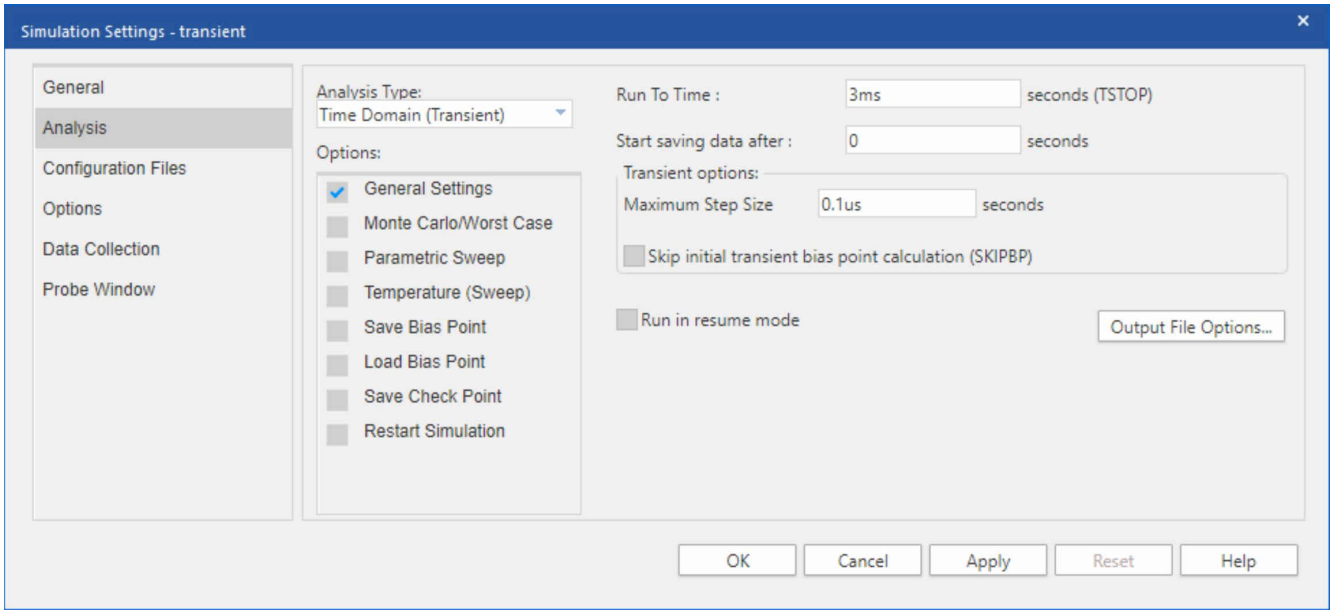 Simulation Settings - transient
×
General
Analysis
Configuration Files
Options
Data Collection
Probe Window
Analysis Type:
Time Domain (Transient)
Options:
General Settings
Monte Carlo/Worst Case
Parametric Sweep
Temperature (Sweep)
Save Bias Point
Load Bias Point
Save Check Point
Restart Simulation
Run To Time : 3ms seconds (TSTOP)
Start saving data after : 0 seconds
Transient options:
Maximum Step Size 0.1us seconds
Skip initial transient bias point calculation (SKIPBP)
Run in resume mode
Output File Options...
OK Cancel Apply Reset Help